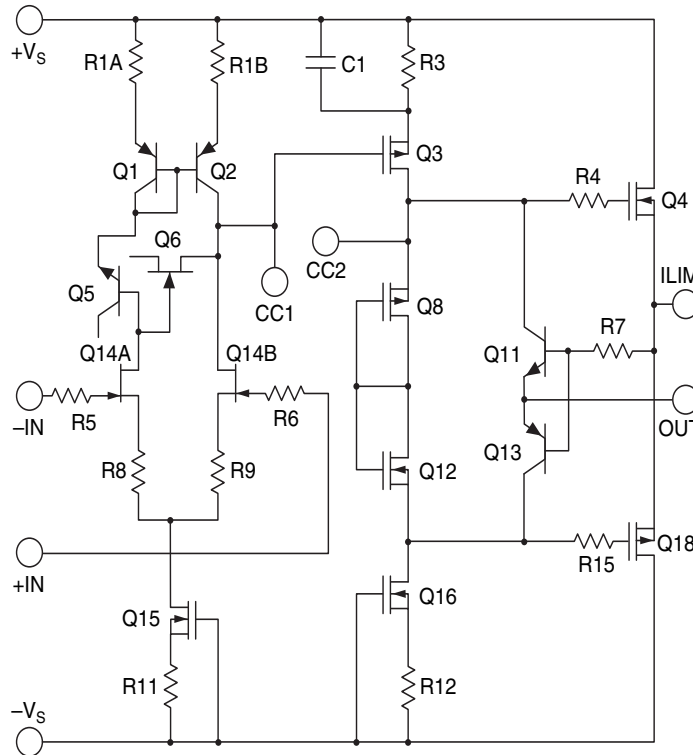 +VS
R1A
R1B
C1
R3
Q1
Q2
Q3
R4
Q4
Q6
CC2
Q5
CC1
Q8
ILIM
Q14A
Q14B
Q11
R7
–IN
R5
R6
OUT
R8
R9
Q12
Q13
+IN
R15
Q18
Q15
Q16
R11
R12
–VS